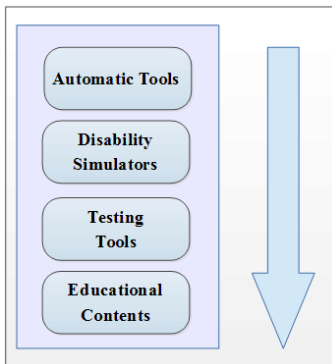 Automatic Tools
Disability
Simulators
Testing
Tools
Educational
Contents